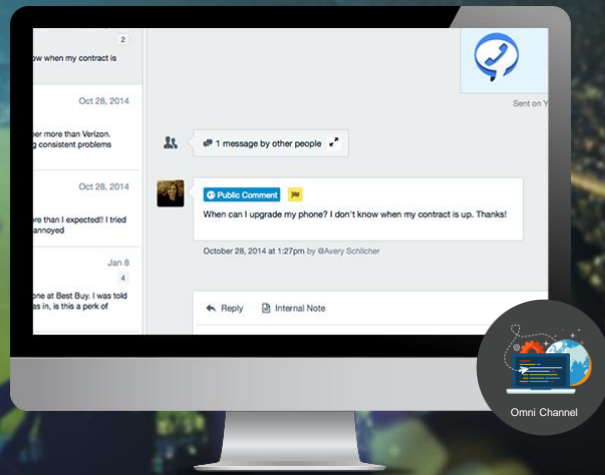 2
ow when my contract is
Oct 28, 2014
er more than Verizon.
g consistent problems
Oct 28, 2014
ore than I expected!! I tried
annoyed
Jan 8
4
one at Best Buy. I was told
as in, is this a perk of
Sent on Y
1 message by other people
Public Comment
When can I upgrade my phone? I don't know when my contract is up. Thanks!
October 28, 2014 at 1:27pm by @Avery Schlicher
Reply Internal Note
Omni Channel